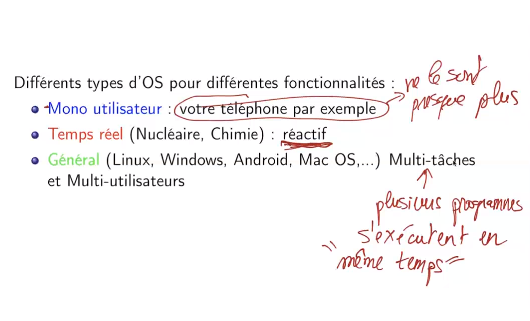 Différents types d'OS pour différentes fonctionnalités :
Mono utilisateur : votre téléphone par exemple
ne le sont
presque plus
Temps réel (Nucléaire, Chimie) : réactif
Général (Linux, Windows, Android, Mac OS,...) Multi-tâches
et Multi-utilisateurs
plusieurs programmes
s'exécutent en
"même temps"